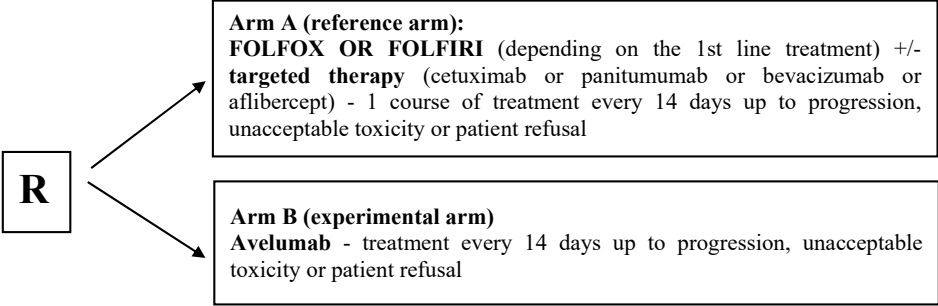 Arm A (reference arm):
FOLFOX OR FOLFIRI (depending on the 1st line treatment) +/-
targeted therapy (cetuximab or panitumumab or bevacizumab or
aflibercept) - 1 course of treatment every 14 days up to progression,
unacceptable toxicity or patient refusal
R
Arm B (experimental arm)
Avelumab - treatment every 14 days up to progression, unacceptable
toxicity or patient refusal